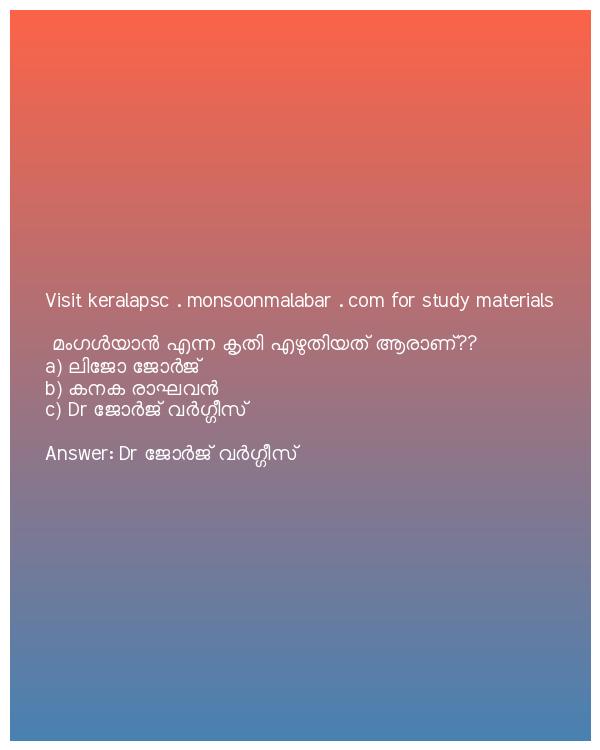 Visit keralapsc . monsoonmalabar . com for study materials
മംഗൾയാൻ എന്ന കൃതി എഴുതിയത് ആരാണ്??
a) ലിജോ ജോർജ്
b) കനക രാഘവൻ
c) Dr ജോർജ് വർഗ്ഗീസ്
Answer: Dr ജോർജ് വർഗ്ഗീസ്